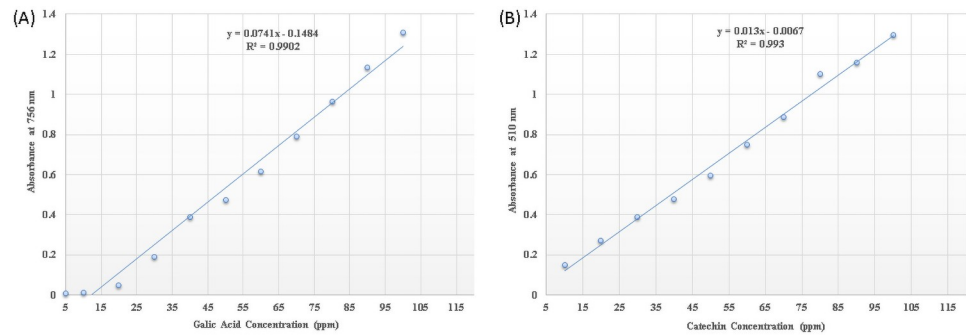 (A)
1.4
1.2
1
0.8
0.6
0.4
0.2
0
y = 0.0741x - 0.1484
R² = 0.9902
Absorbance at 756 nm
5 15 25 35 45 55 65 75 85 95 105 115
Galic Acid Concentration (ppm)
(B)
1.4
1.2
1
0.8
0.6
0.4
0.2
0
y = 0.013x - 0.0067
R² = 0.993
Absorbance at 510 nm
5 15 25 35 45 55 65 75 85 95 105 115
Catechin Concentration (ppm)